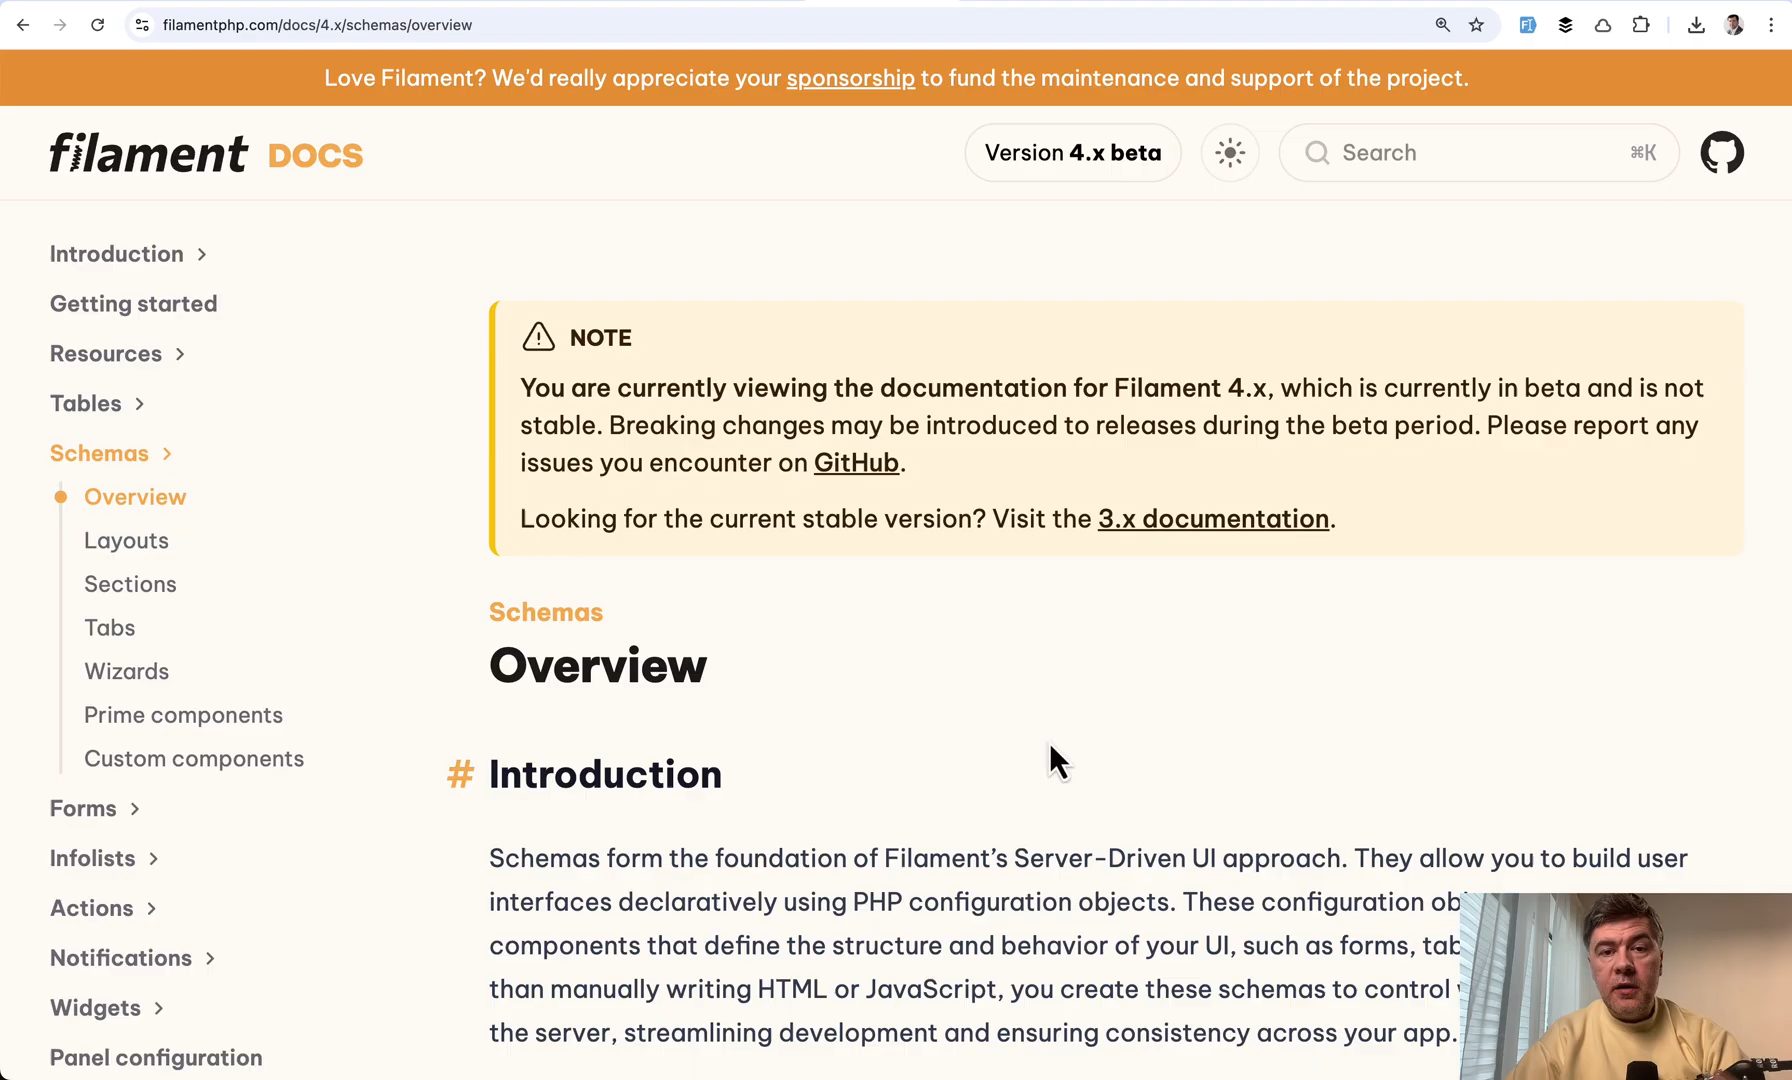 filamentphp.com/docs/4.x/schemas/overview
Love Filament? We'd really appreciate your sponsorship to fund the maintenance and support of the project.
filament DOCS
Version 4.x beta
Search
⌘K
Introduction
Getting started
Resources
Tables
Schemas
Overview
Layouts
Sections
Tabs
Wizards
Prime components
Custom components
Forms
Infolists
Actions
Notifications
Widgets
Panel configuration
NOTE
You are currently viewing the documentation for Filament 4.x, which is currently in beta and is not
stable. Breaking changes may be introduced to releases during the beta period. Please report any
issues you encounter on GitHub.
Looking for the current stable version? Visit the 3.x documentation.
Schemas
Overview
# Introduction
Schemas form the foundation of Filament’s Server-Driven UI approach. They allow you to build user
interfaces declaratively using PHP configuration objects. These configuration
components that define the structure and behavior of your UI, such as forms,
than manually writing HTML or JavaScript, you create these schemas to control
the server, streamlining development and ensuring consistency across your app.